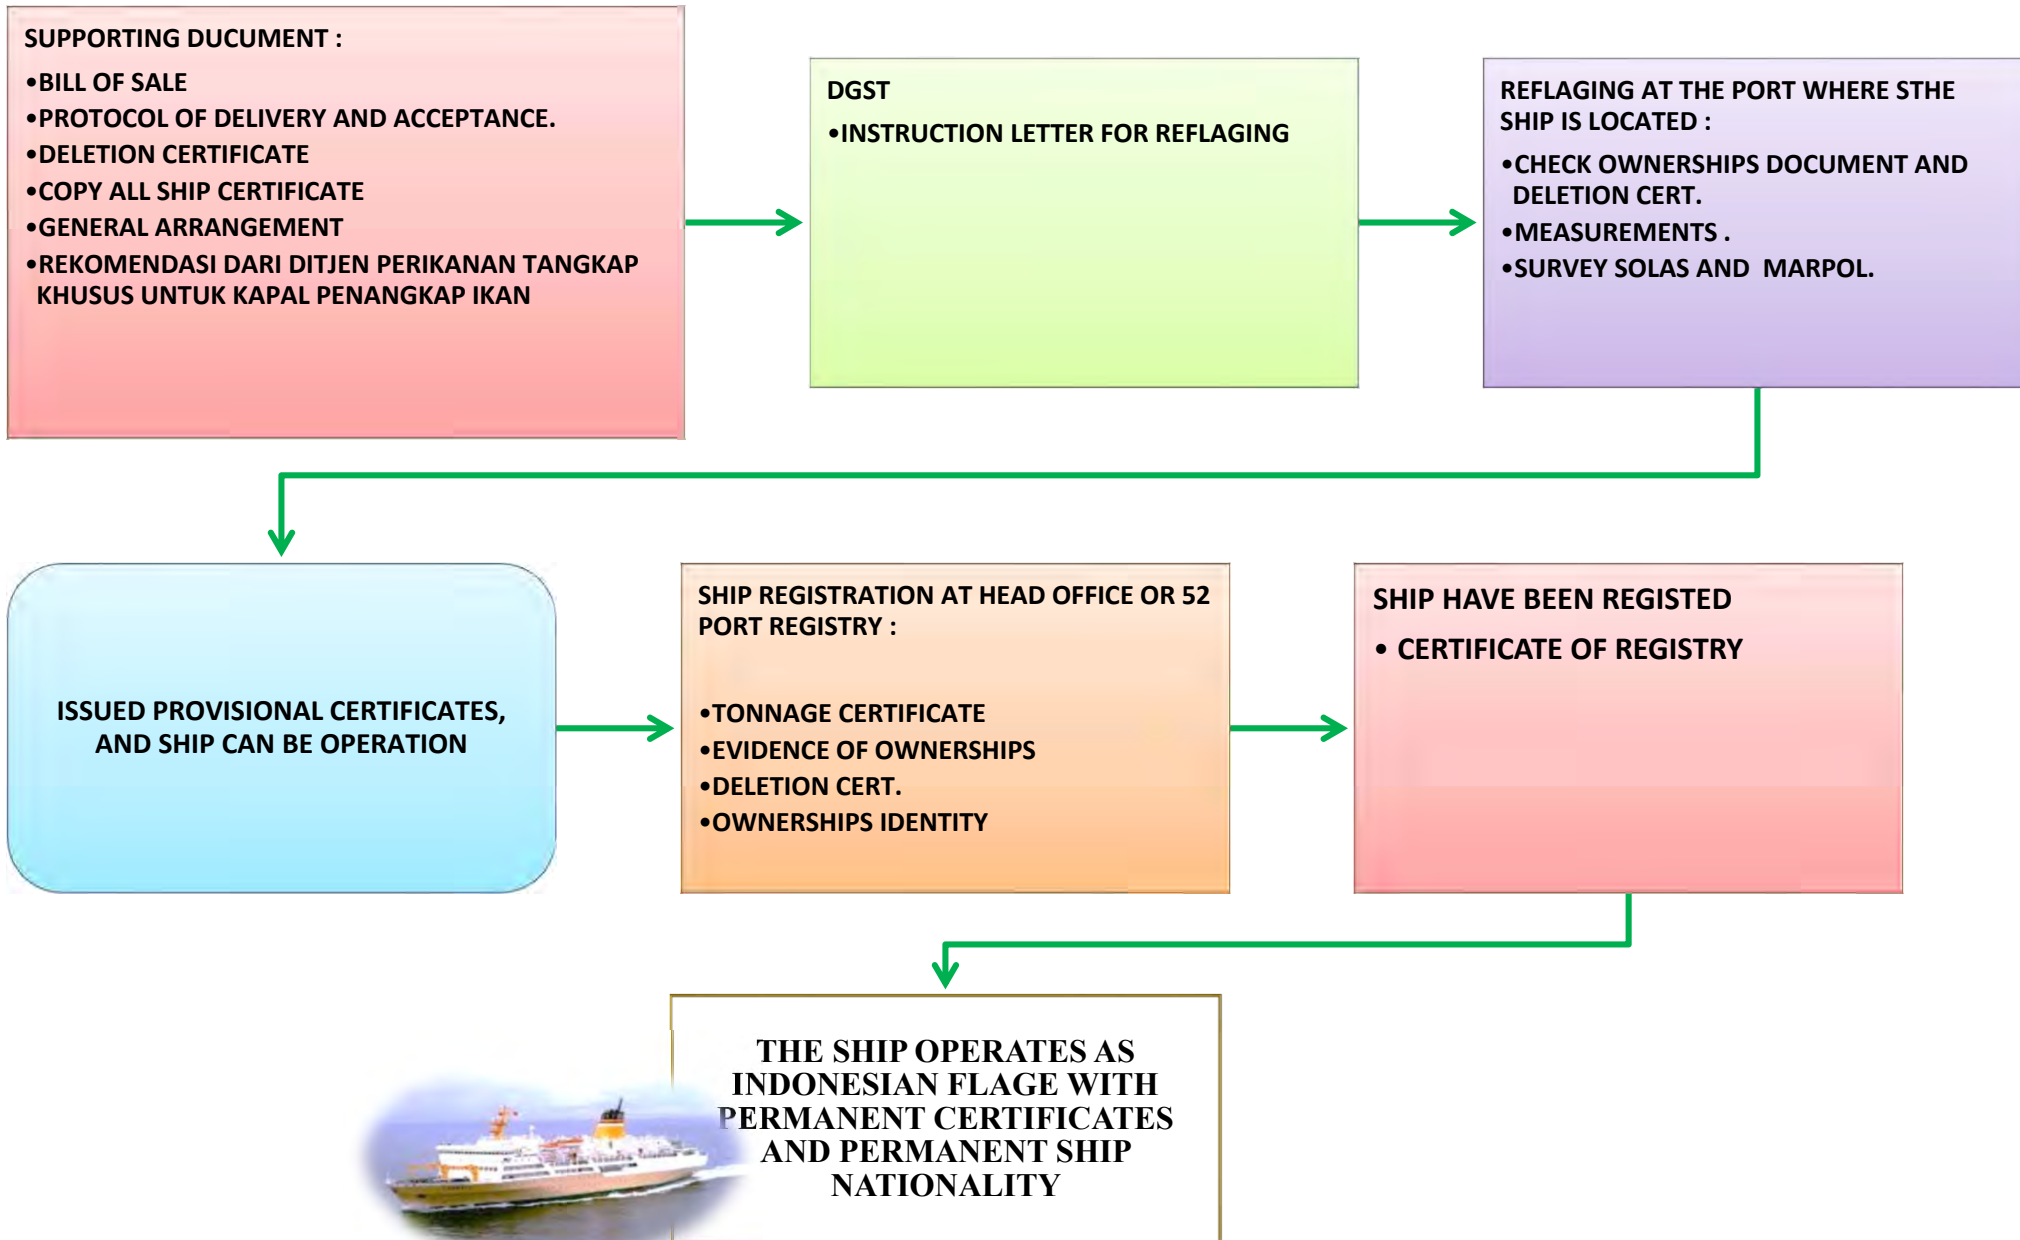 SUPPORTING DUCUMENT :
•BILL OF SALE
•PROTOCOL OF DELIVERY AND ACCEPTANCE.
•DELETION CERTIFICATE
•COPY ALL SHIP CERTIFICATE
•GENERAL ARRANGEMENT
•REKOMENDASI DARI DITJEN PERIKANAN TANGKAP
KHUSUS UNTUK KAPAL PENANGKAP IKAN
DGST
•INSTRUCTION LETTER FOR REFLAGING
REFLAGING AT THE PORT WHERE STHE
SHIP IS LOCATED :
•CHECK OWNERSHIPS DOCUMENT AND
DELETION CERT.
•MEASUREMENTS .
•SURVEY SOLAS AND MARPOL.
ISSUED PROVISIONAL CERTIFICATES,
AND SHIP CAN BE OPERATION
SHIP REGISTRATION AT HEAD OFFICE OR 52
PORT REGISTRY :
•TONNAGE CERTIFICATE
•EVIDENCE OF OWNERSHIPS
•DELETION CERT.
•OWNERSHIPS IDENTITY
SHIP HAVE BEEN REGISTED
• CERTIFICATE OF REGISTRY
THE SHIP OPERATES AS
INDONESIAN FLAGE WITH
PERMANENT CERTIFICATES
AND PERMANENT SHIP
NATIONALITY